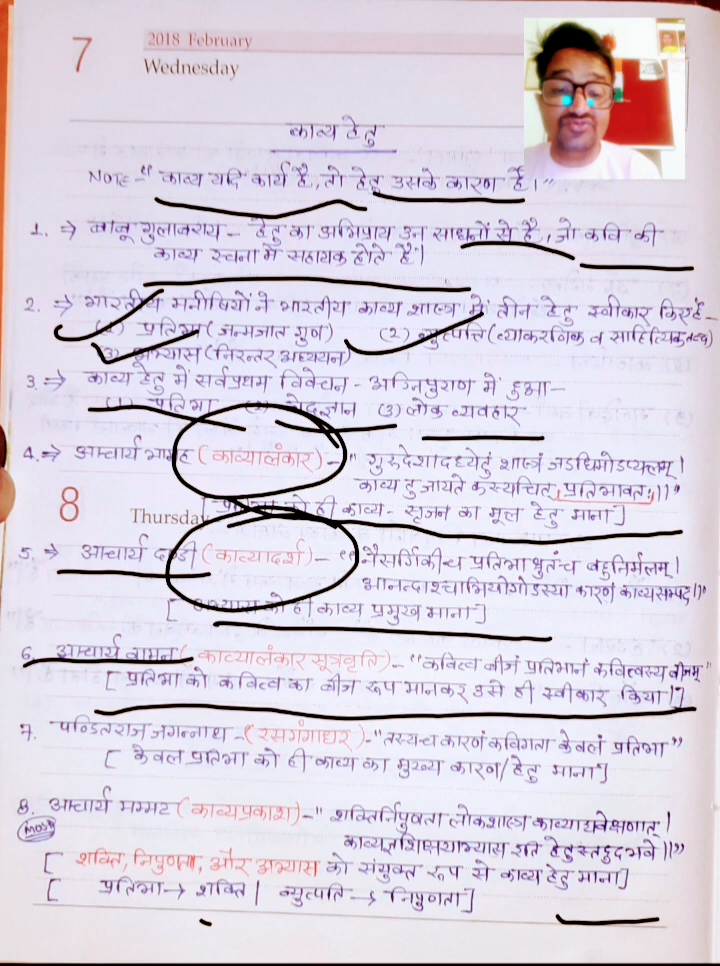 7
2018 February
Wednesday
काव्य हेतु
NOTE - "काव्य यदि कार्य है, तो हेतु उसके कारण है।"
1. ⇒ बाबू गुलाबराय - हेतु का अभिप्राय उन साधनों से है, जो कवि की
काव्य रचना में सहायक होते हैं।
2. ⇒ भारतीय मनीषियों ने भारतीय काव्य शास्त्र में तीन हेतु स्वीकार किए हैं -
(1) प्रतिभा (जन्मजात गुण) (2) व्युत्पत्ति (व्याकरणिक व साहित्यिक
(3) अभ्यास (निरन्तर अध्ययन)
3. ⇒ काव्य हेतु में सर्वप्रथम विवेचन - अग्निपुराण में हुआ -
(1) प्रतिभा (2) वेदज्ञान (3) लोक व्यवहार
4. ⇒ आचार्य भामह (काव्यालंकार) - "गुरुदेशादध्येतुं शास्त्रं जडधियोऽप्यलम्।
काव्य तु जायते कस्यचित् प्रतिभावतः।।"
8
Thursday
[प्रतिभा को ही काव्य - सृजन का मूल हेतु माना]
5. ⇒ आचार्य दण्डी (काव्यादर्श) - "नैसर्गिकी च प्रतिभा श्रुतंच बहुनिर्मलम्।
आनन्दाश्चाभियोगोऽस्या कारणं काव्यसम्पद।।"
[अभ्यास को ही काव्य प्रमुख माना]
6. आचार्य वामन (काव्यालंकार सूत्रवृति) - "कवित्व बीजं प्रतिभानं कवित्वस्य बीजम्"
[प्रतिभा को कवित्व का बीज रूप मानकर उसे ही स्वीकार किया।]
7. पण्डितराज जगन्नाथ - (रसगंगाधर) - "तस्यच कारणं कविगता केवलं प्रतिभा"
[केवल प्रतिभा को ही काव्य का मुख्य कारण/हेतु माना]
8. आचार्य मम्मट (काव्यप्रकाश) - "शक्तिर्निपुणता लोकशास्त्र काव्याद्यवेक्षणात्।
Most
काव्यज्ञशिक्षयाभ्यास इति हेतुस्तदुदभवे।।"
[शक्ति, निपुणता, और अभ्यास को संयुक्त रूप से काव्य हेतु माना]
[प्रतिभा → शक्ति। व्युत्पति → निपुणता]